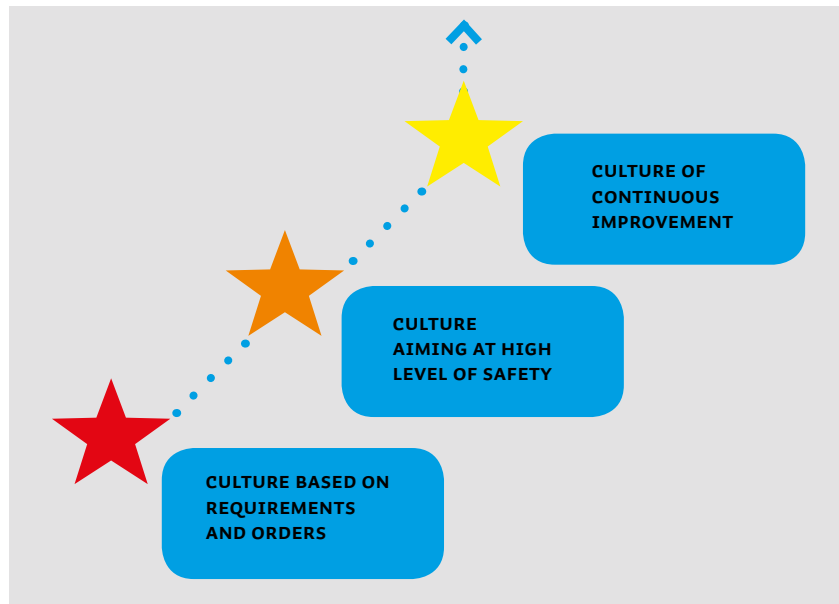 CULTURE OF
CONTINUOUS
IMPROVEMENT
CULTURE
AIMING AT HIGH
LEVEL OF SAFETY
CULTURE BASED ON
REQUIREMENTS
AND ORDERS